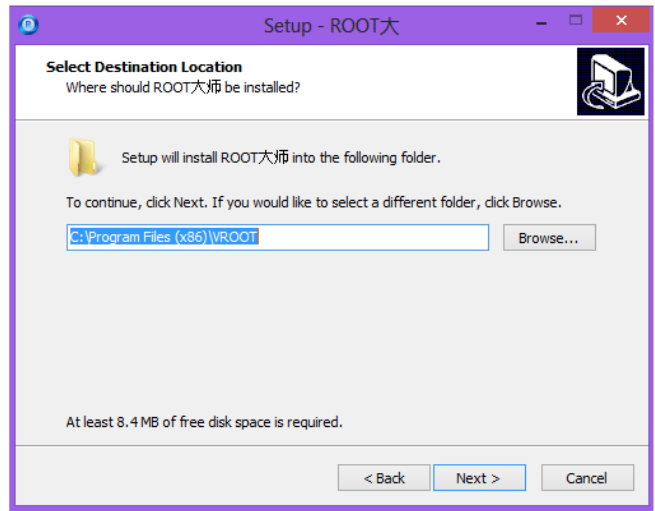 Setup - ROOT大
Select Destination Location
Where should ROOT大师 be installed?
Setup will install ROOT大师 into the following folder.
To continue, click Next. If you would like to select a different folder, click Browse.
C:\Program Files (x86)\VROOT
Browse...
At least 8.4 MB of free disk space is required.
< Back
Next >
Cancel